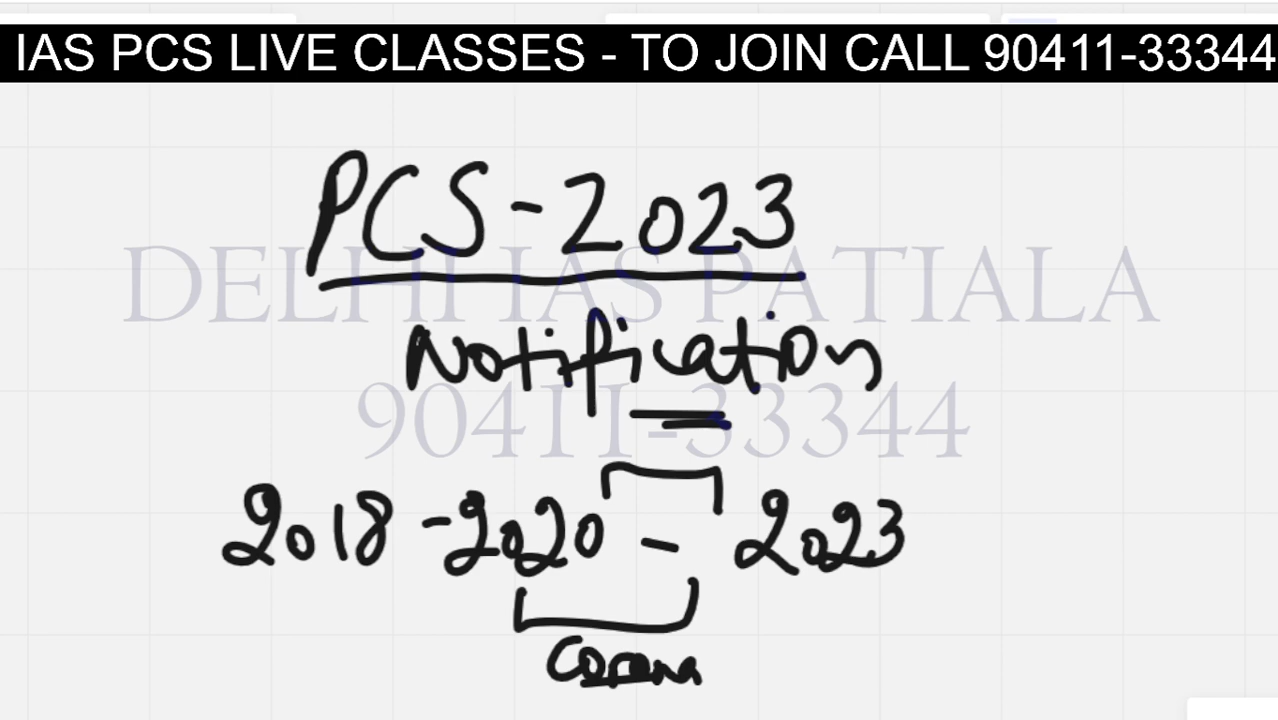 IAS PCS LIVE CLASSES - TO JOIN CALL 90411-33344
PCS-2023
DELHI IAS PATIALA
Notification
90411-33344
2018 - 2020 - 2023
Corona